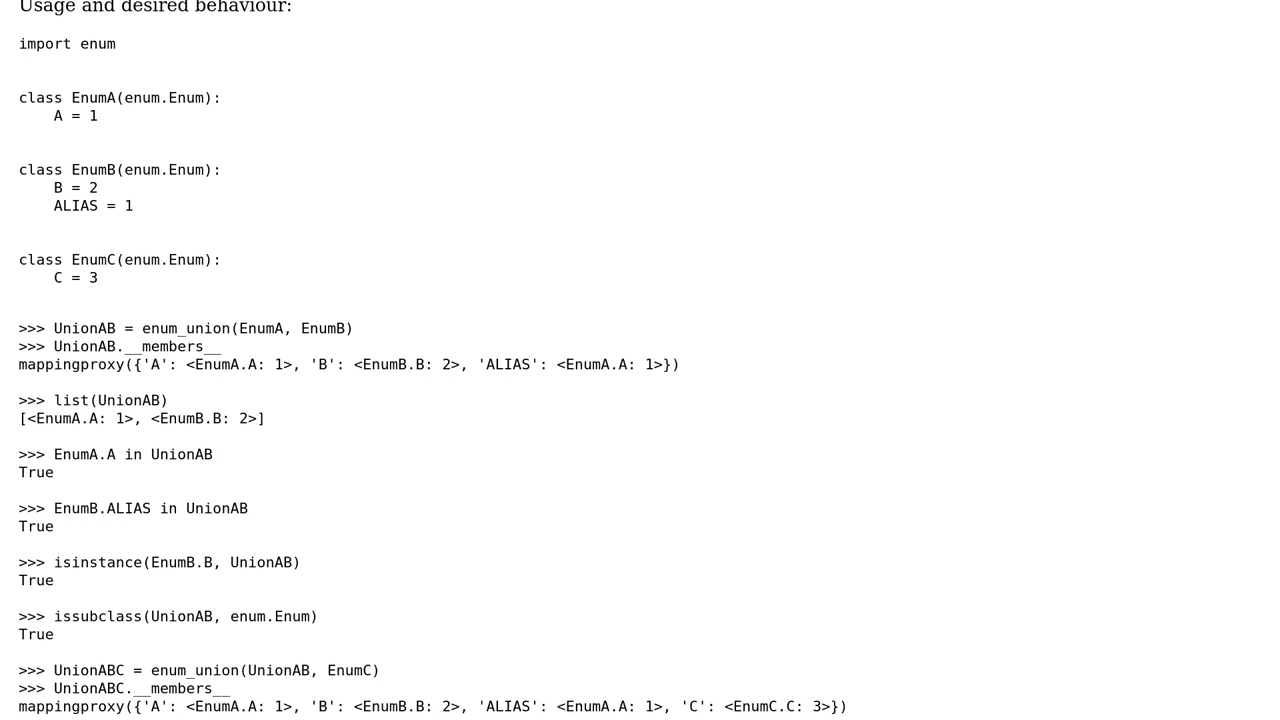 Usage and desired behaviour:
import enum
class EnumA(enum.Enum):
    A = 1
class EnumB(enum.Enum):
    B = 2
    ALIAS = 1
class EnumC(enum.Enum):
    C = 3
>>> UnionAB = enum_union(EnumA, EnumB)
>>> UnionAB.__members__
mappingproxy({'A': <EnumA.A: 1>, 'B': <EnumB.B: 2>, 'ALIAS': <EnumA.A: 1>})
>>> list(UnionAB)
[<EnumA.A: 1>, <EnumB.B: 2>]
>>> EnumA.A in UnionAB
True
>>> EnumB.ALIAS in UnionAB
True
>>> isinstance(EnumB.B, UnionAB)
True
>>> issubclass(UnionAB, enum.Enum)
True
>>> UnionABC = enum_union(UnionAB, EnumC)
>>> UnionABC.__members__
mappingproxy({'A': <EnumA.A: 1>, 'B': <EnumB.B: 2>, 'ALIAS': <EnumA.A: 1>, 'C': <EnumC.C: 3>})